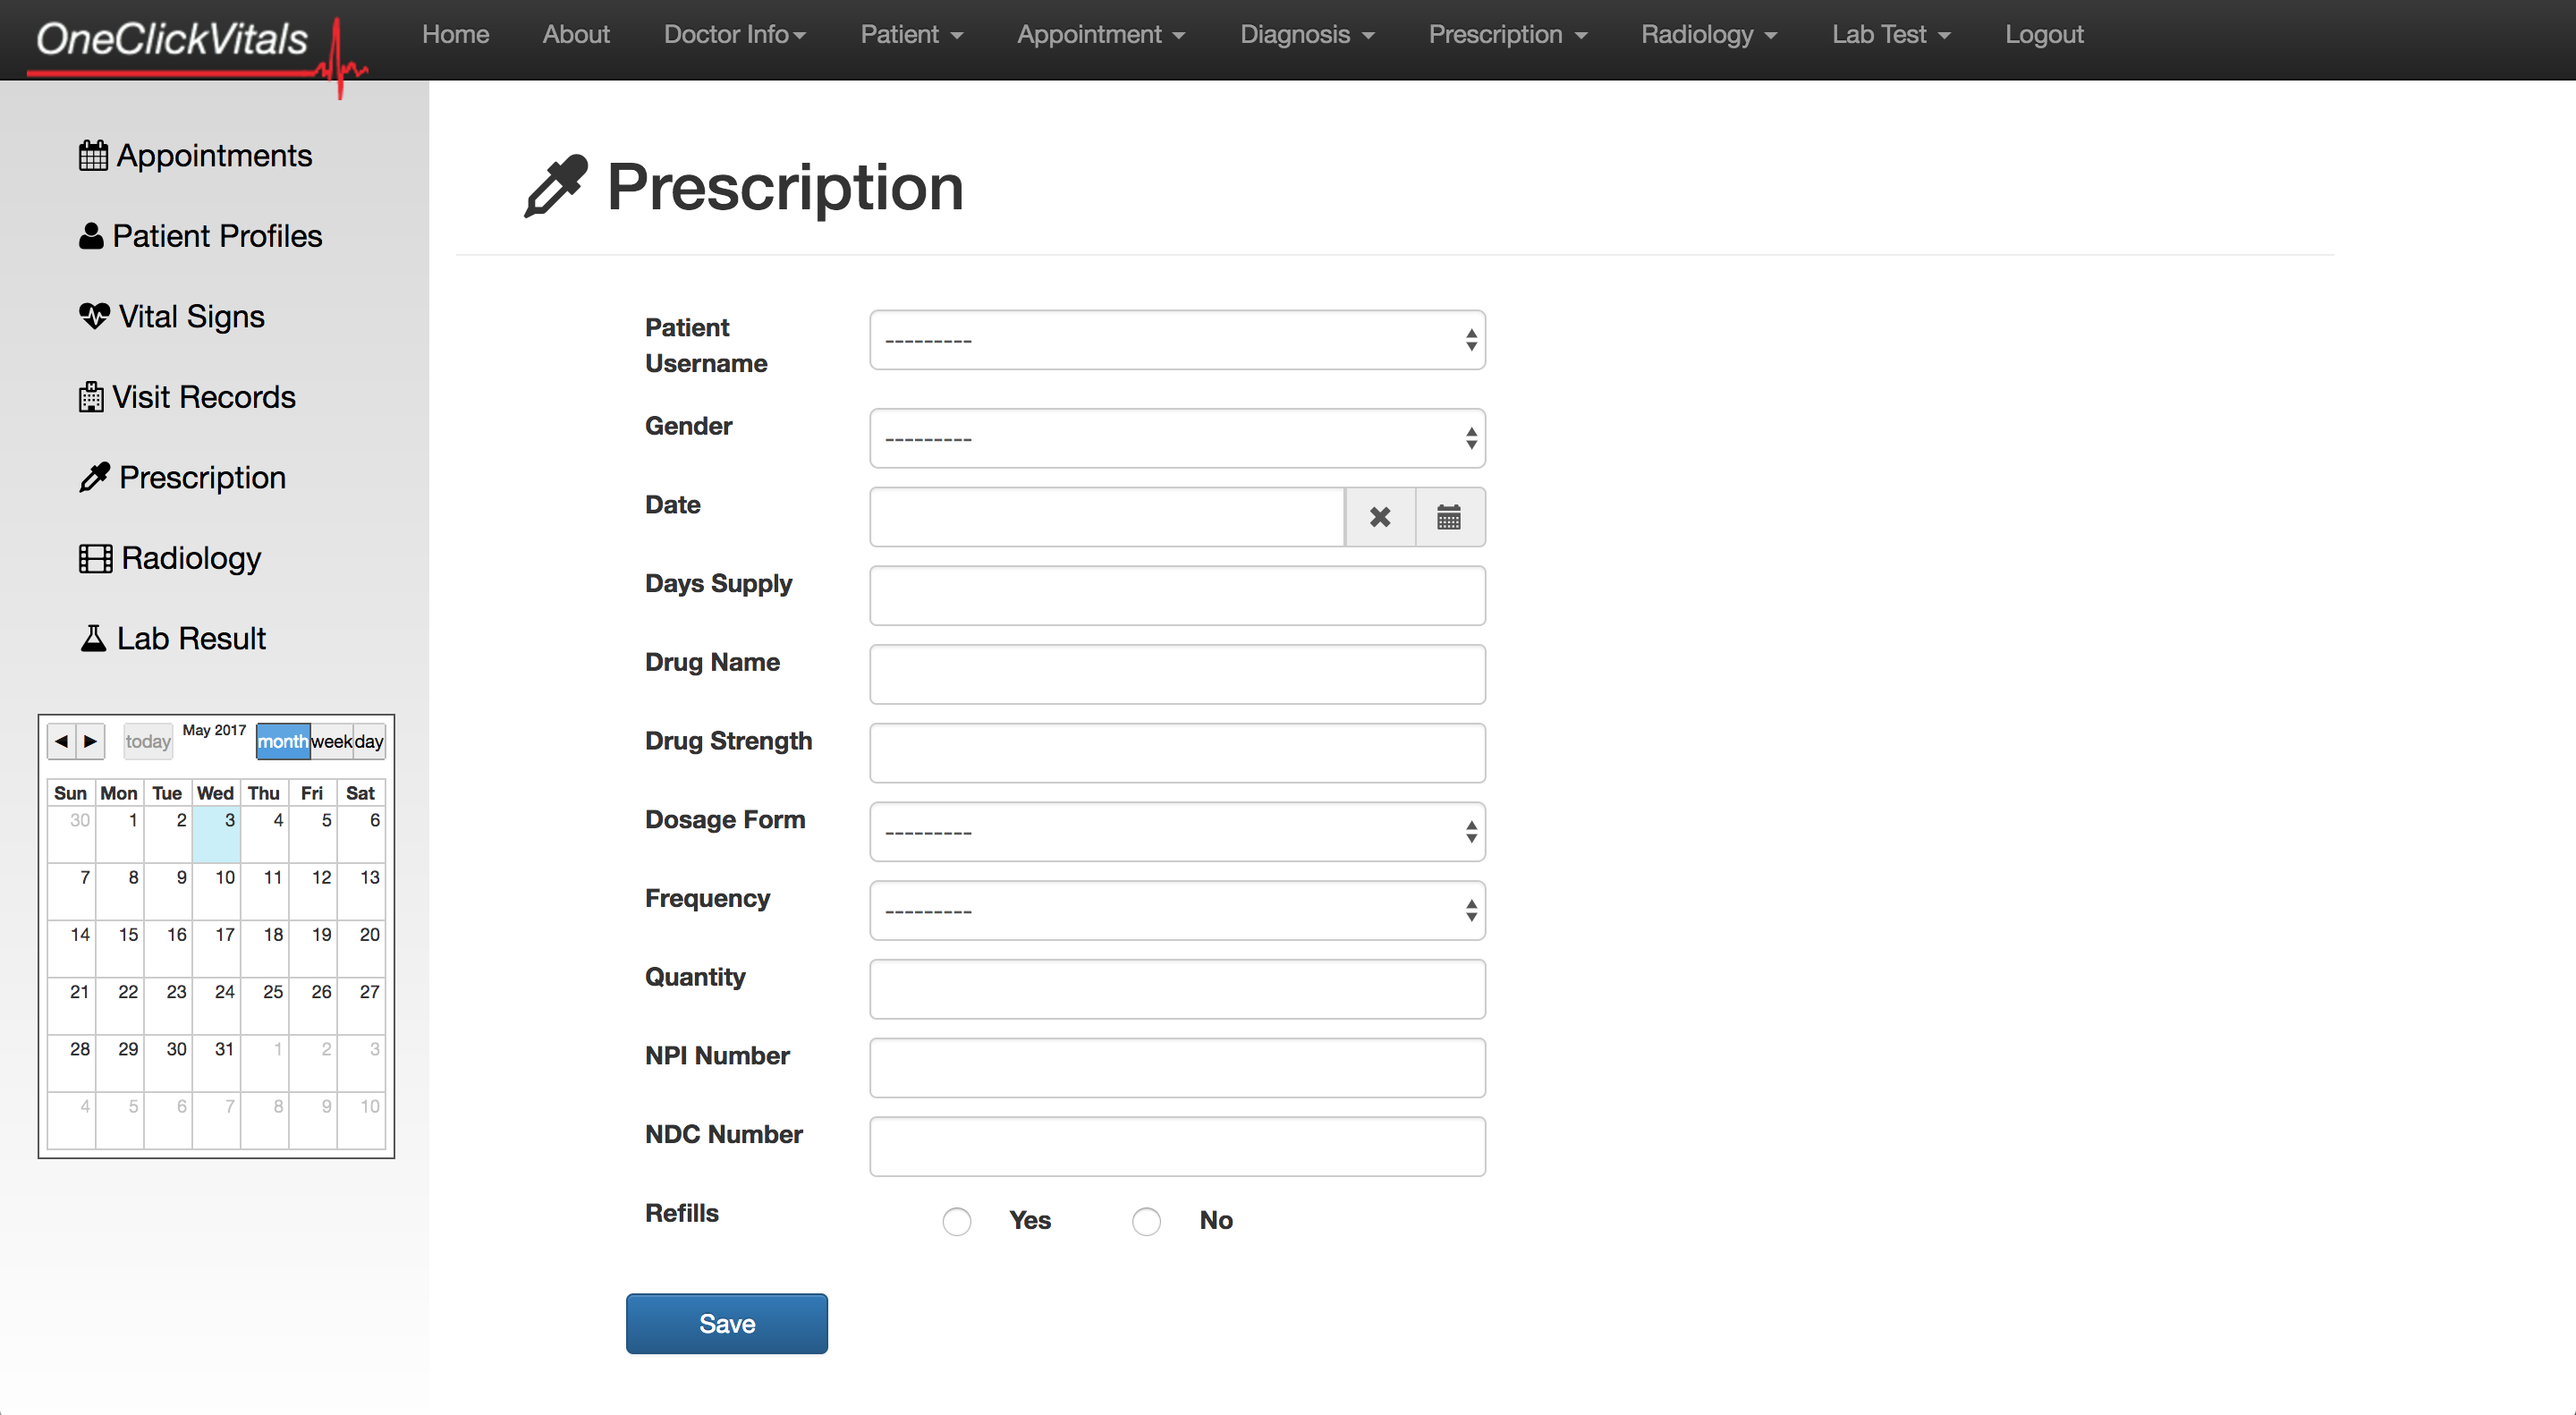 OneClickVitals
Home About Doctor Info Patient Appointment Diagnosis Prescription Radiology Lab Test Logout
Appointments
Patient Profiles
Vital Signs
Visit Records
Prescription
Radiology
Lab Result
today May 2017 month week day
Sun Mon Tue Wed Thu Fri Sat
30 1 2 3 4 5 6
7 8 9 10 11 12 13
14 15 16 17 18 19 20
21 22 23 24 25 26 27
28 29 30 31 1 2 3
4 5 6 7 8 9 10
Prescription
Patient
Username
---------
Gender
---------
Date
Days Supply
Drug Name
Drug Strength
Dosage Form
---------
Frequency
---------
Quantity
NPI Number
NDC Number
Refills Yes No
Save